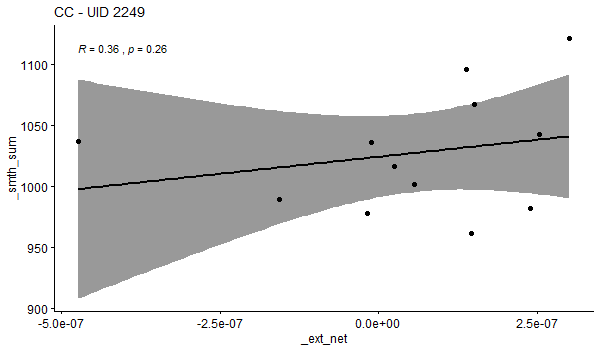 CC - UID 2249
R = 0.36 , p = 0.26
1100
1050
1000
950
900
_smth_sum
-5.0e-07 -2.5e-07 0.0e+00 2.5e-07
_ext_net